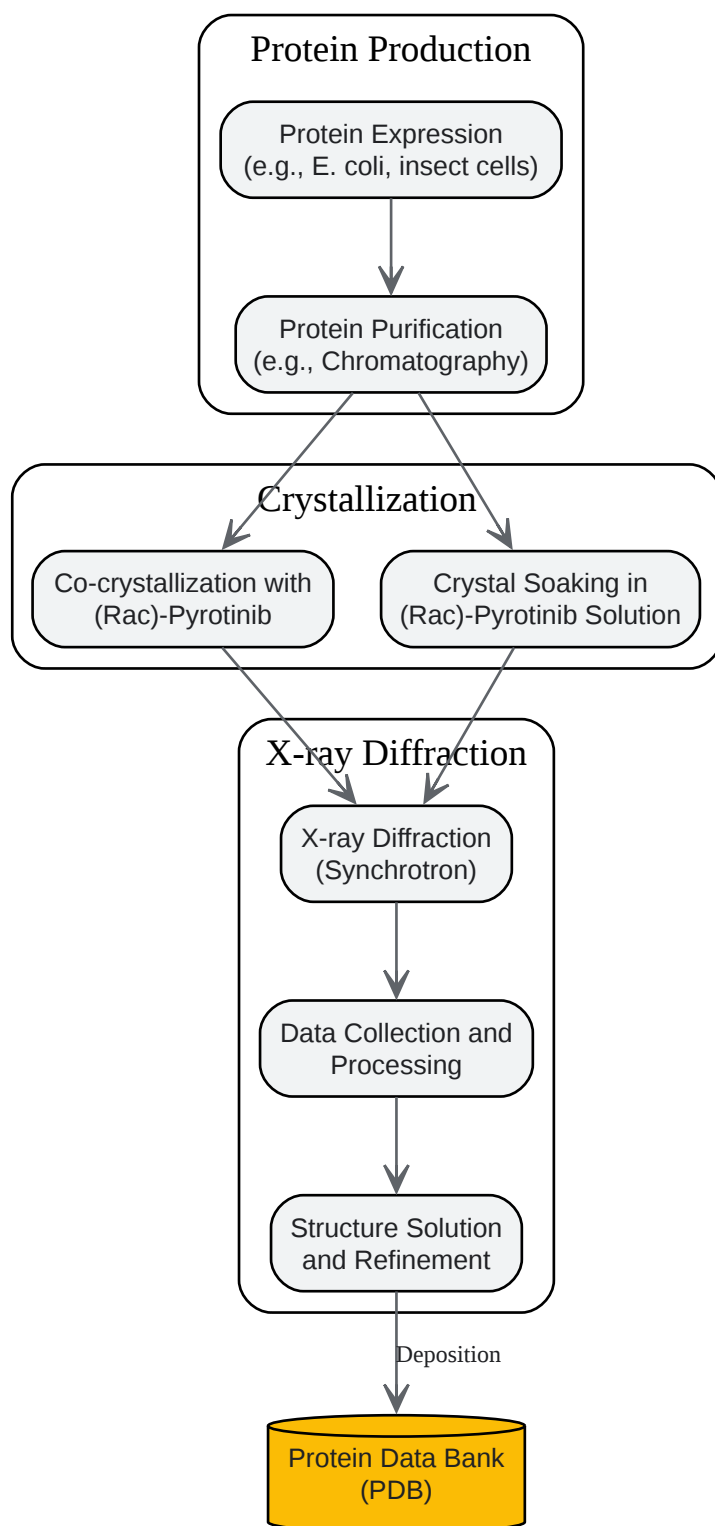 Protein Production
Protein Expression
(e.g., E. coli, insect cells)
Protein Purification
(e.g., Chromatography)
Crystallization
Co-crystallization with
(Rac)-Pyrotinib
Crystal Soaking in
(Rac)-Pyrotinib Solution
X-ray Diffraction
X-ray Diffraction
(Synchrotron)
Data Collection and
Processing
Structure Solution
and Refinement
Deposition
Protein Data Bank
(PDB)